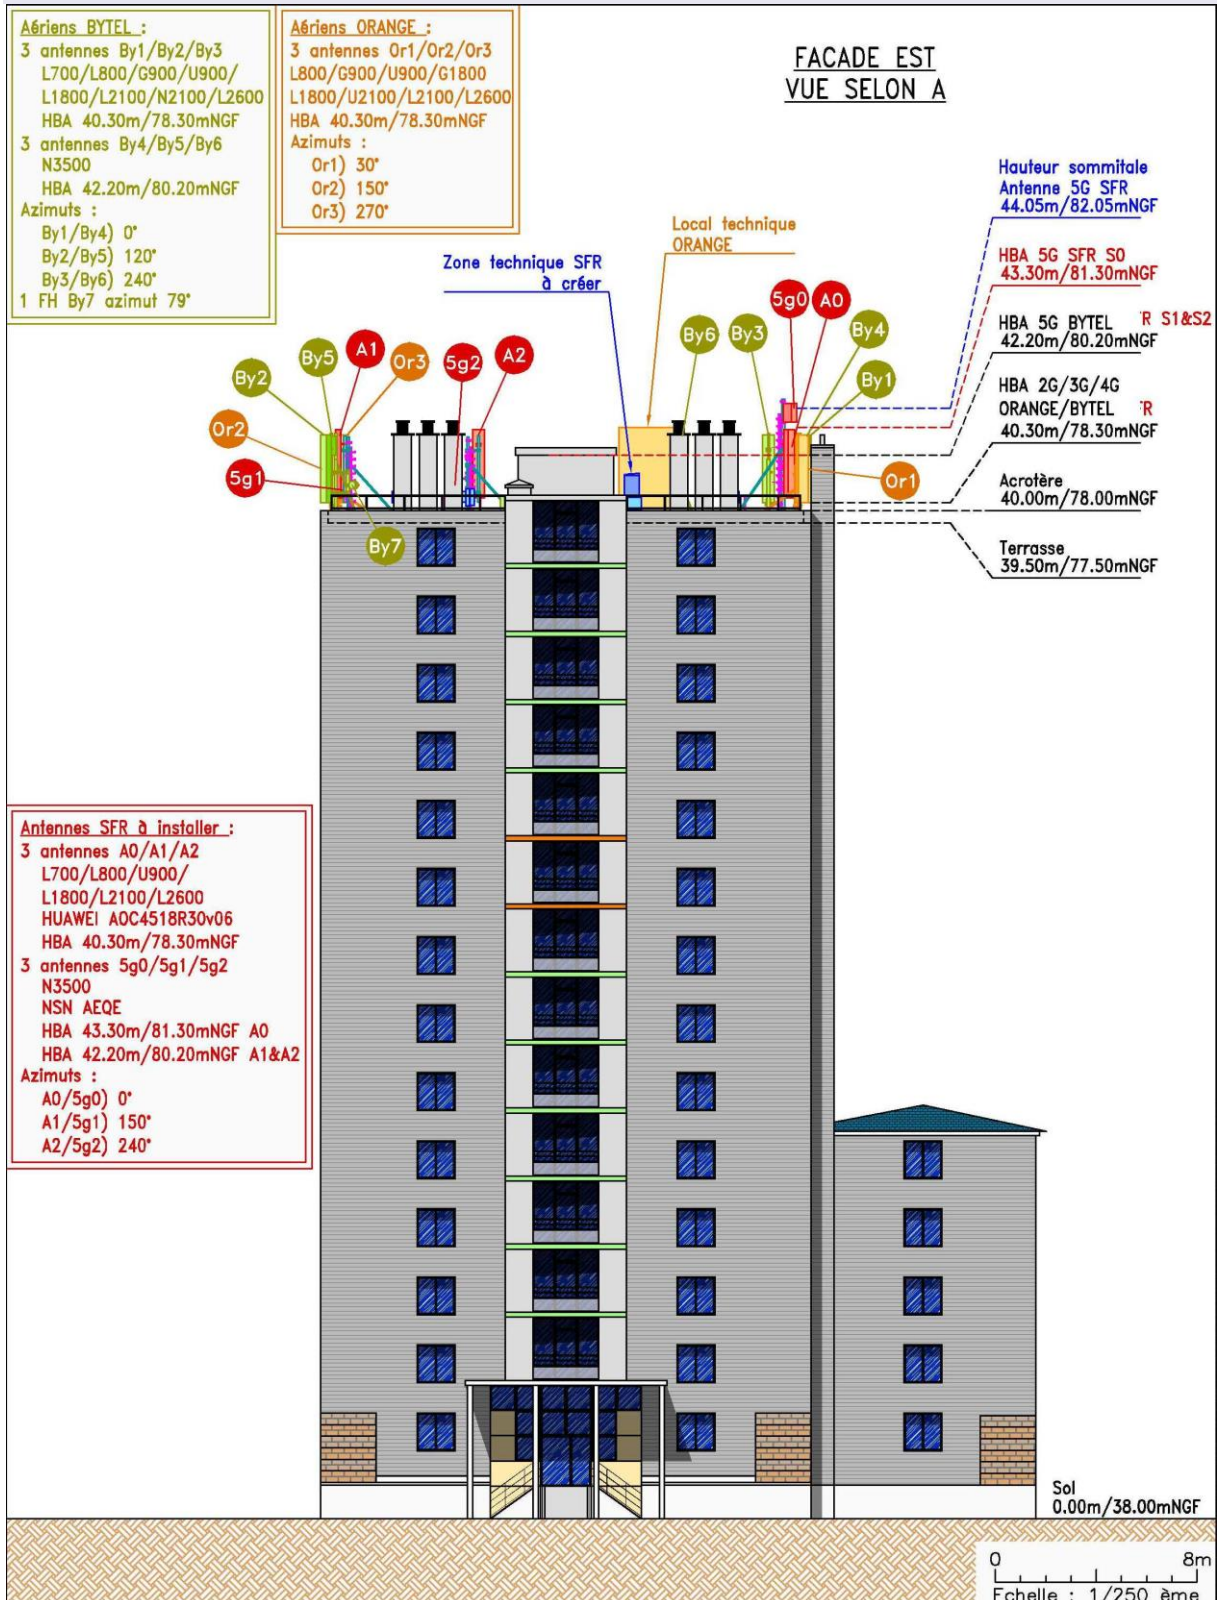 Aériens BYTEL :
3 antennes By1/By2/By3
L700/L800/G900/U900/
L1800/L2100/N2100/L2600
HBA 40.30m/78.30mNGF
3 antennes By4/By5/By6
N3500
HBA 42.20m/80.20mNGF
Azimuts :
By1/By4) 0°
By2/By5) 120°
By3/By6) 240°
1 FH By7 azimut 79°
Aériens ORANGE :
3 antennes Or1/Or2/Or3
L800/G900/U900/G1800
L1800/U2100/L2100/L2600
HBA 40.30m/78.30mNGF
Azimuts :
Or1) 30°
Or2) 150°
Or3) 270°
FACADE EST
VUE SELON A
Hauteur sommitale
Antenne 5G SFR
44.05m/82.05mNGF
HBA 5G SFR S0
43.30m/81.30mNGF
HBA 5G BYTEL R S1&S2
42.20m/80.20mNGF
HBA 2G/3G/4G
ORANGE/BYTEL R
40.30m/78.30mNGF
Acrotère
40.00m/78.00mNGF
Terrasse
39.50m/77.50mNGF
Local technique
ORANGE
Zone technique SFR
à créer
5g0
A0
By6
By3
By4
By1
Or1
By5
A1
Or3
5g2
A2
By2
Or2
5g1
By7
Antennes SFR à installer :
3 antennes A0/A1/A2
L700/L800/U900/
L1800/L2100/L2600
HUAWEI AOC4518R30v06
HBA 40.30m/78.30mNGF
3 antennes 5g0/5g1/5g2
N3500
NSN AEQE
HBA 43.30m/81.30mNGF A0
HBA 42.20m/80.20mNGF A1&A2
Azimuts :
A0/5g0) 0°
A1/5g1) 150°
A2/5g2) 240°
Sol
0.00m/38.00mNGF
0 8m
Echelle : 1/250 ème